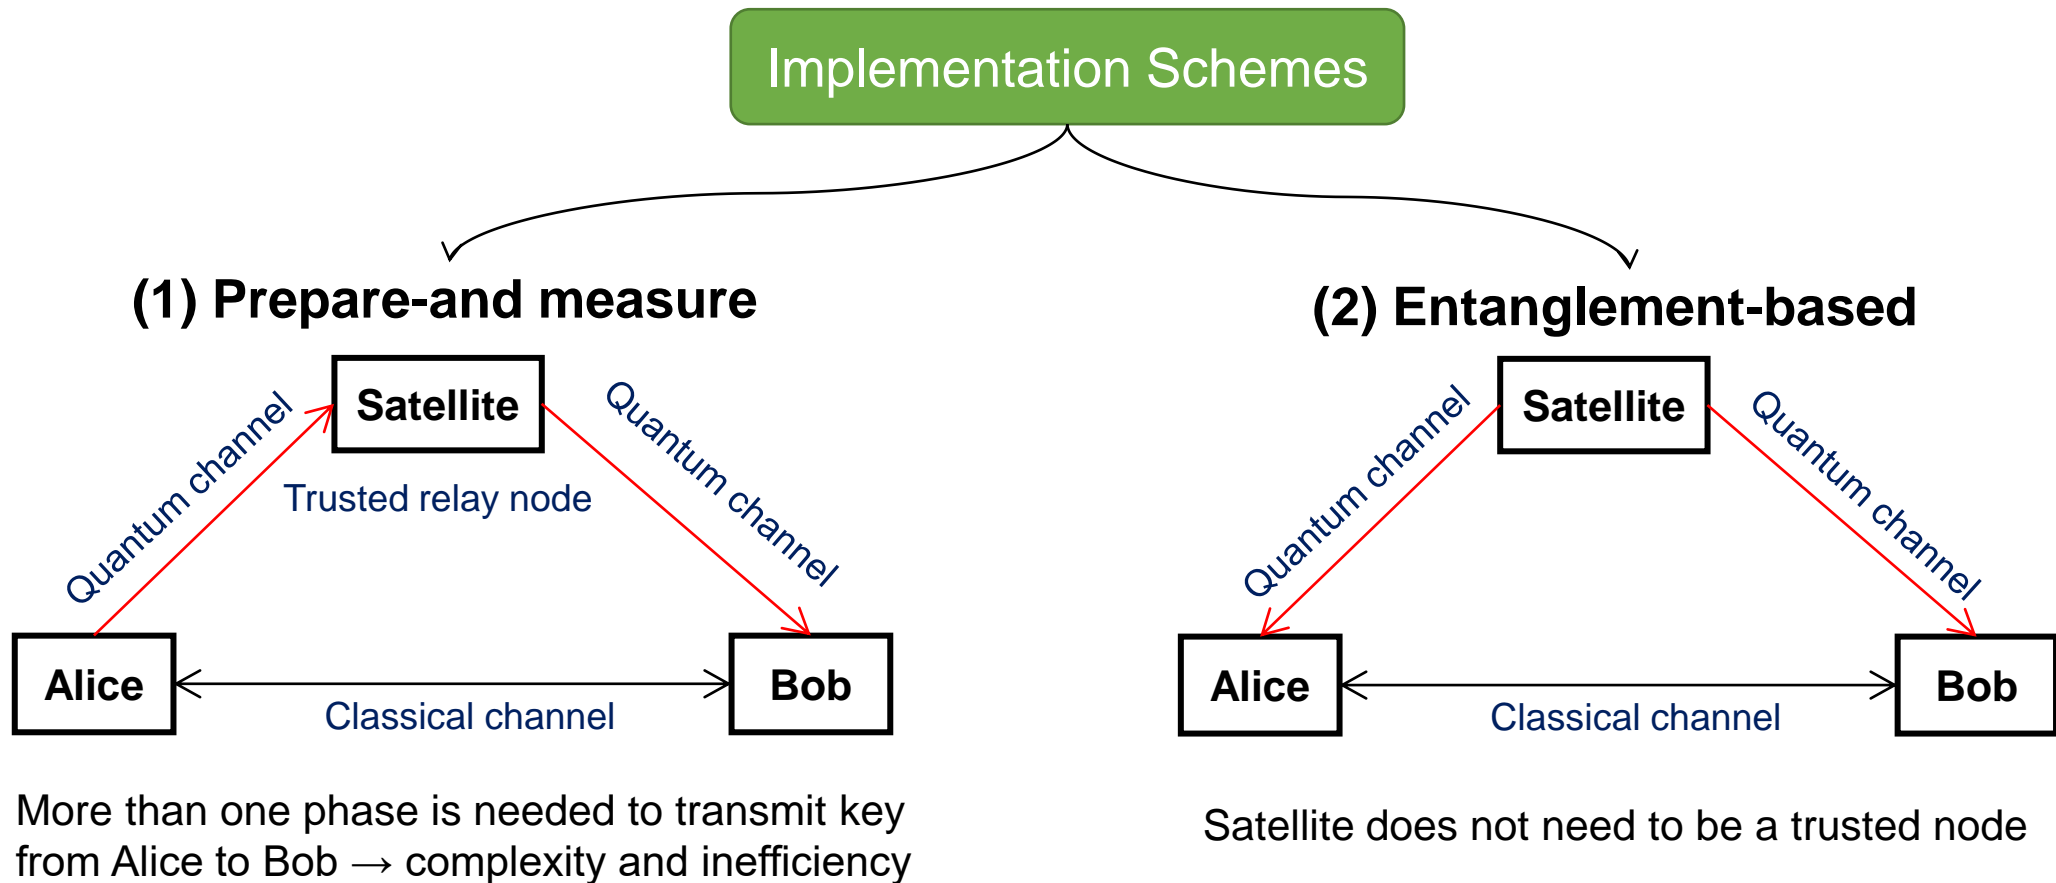 Implementation Schemes
(1) Prepare-and measure
Satellite
Quantum channel
Quantum channel
Trusted relay node
Alice
Bob
Classical channel
More than one phase is needed to transmit key
from Alice to Bob → complexity and inefficiency
(2) Entanglement-based
Satellite
Quantum channel
Quantum channel
Alice
Bob
Classical channel
Satellite does not need to be a trusted node